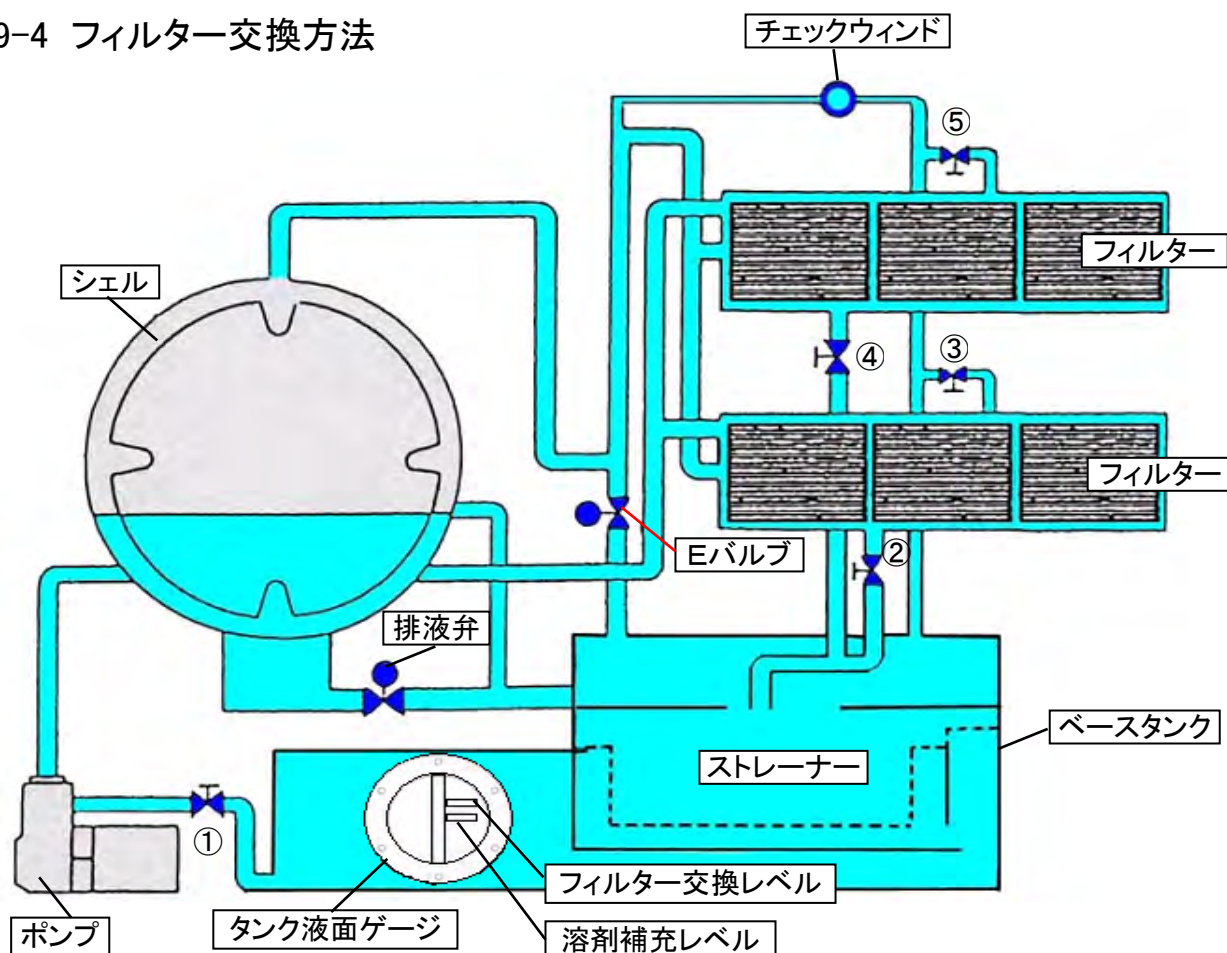 9-4 フィルター交換方法
チェックウィンド
⑤
フィルター
シェル
④
③
フィルター
Eバルブ
②
排液弁
ベースタンク
ストレーナー
①
フィルター交換レベル
ポンプ
タンク液面ゲージ
溶剤補充レベル